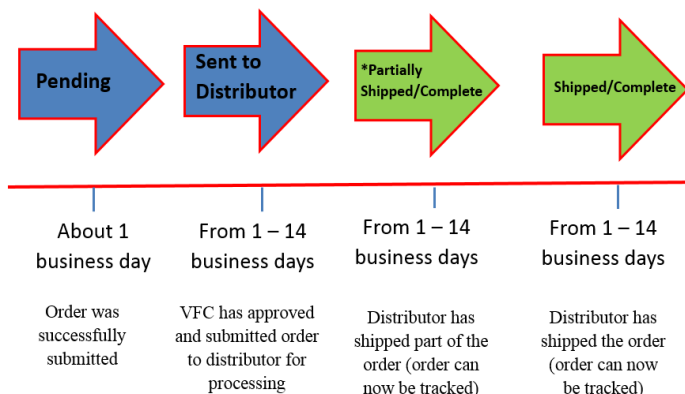 Pending
Sent to
Distributor
*Partially
Shipped/Complete
Shipped/Complete
About 1
business day
From 1 – 14
business days
From 1 – 14
business days
From 1 – 14
business days
Order was
successfully
submitted
VFC has approved
and submitted order
to distributor for
processing
Distributor has
shipped part of the
order (order can
now be tracked)
Distributor has
shipped the order
(order can now
be tracked)